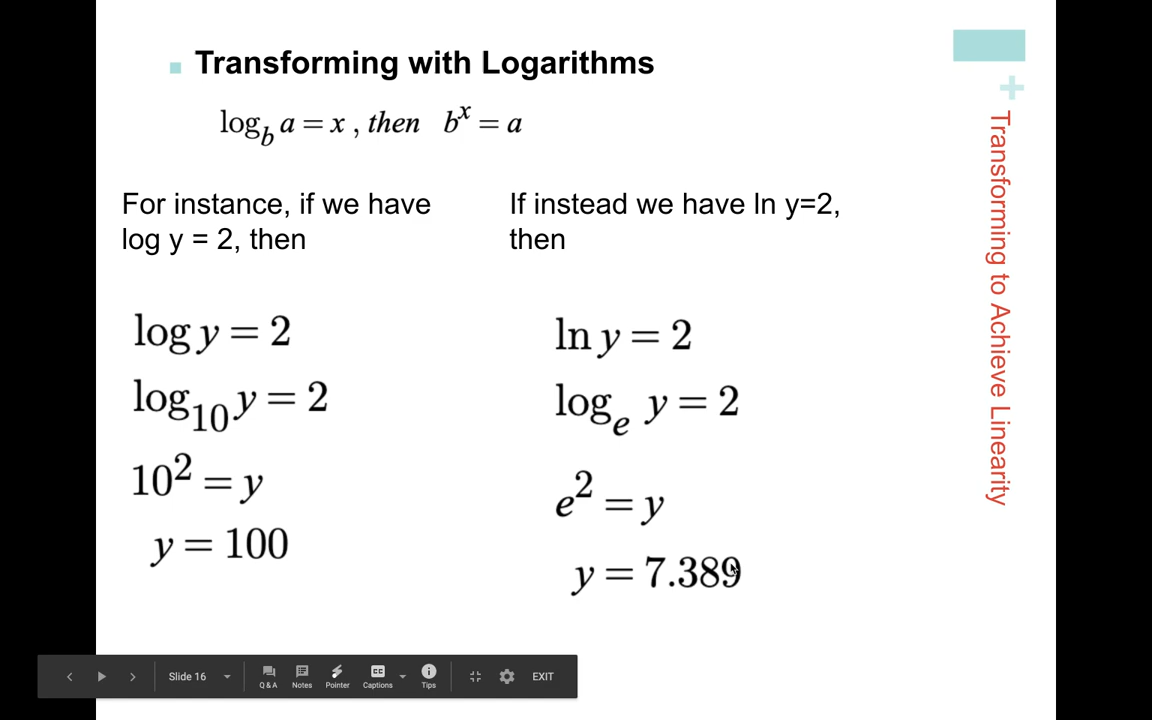 Transforming with Logarithms
log_b a = x , then b^x = a
For instance, if we have
log y = 2, then
log y = 2
log_10 y = 2
10^2 = y
y = 100
If instead we have ln y=2,
then
ln y = 2
log_e y = 2
e^2 = y
y = 7.389
+ Transforming to Achieve Linearity
Slide 16
Q & A
Notes
Pointer
CC
Captions
Tips
EXIT